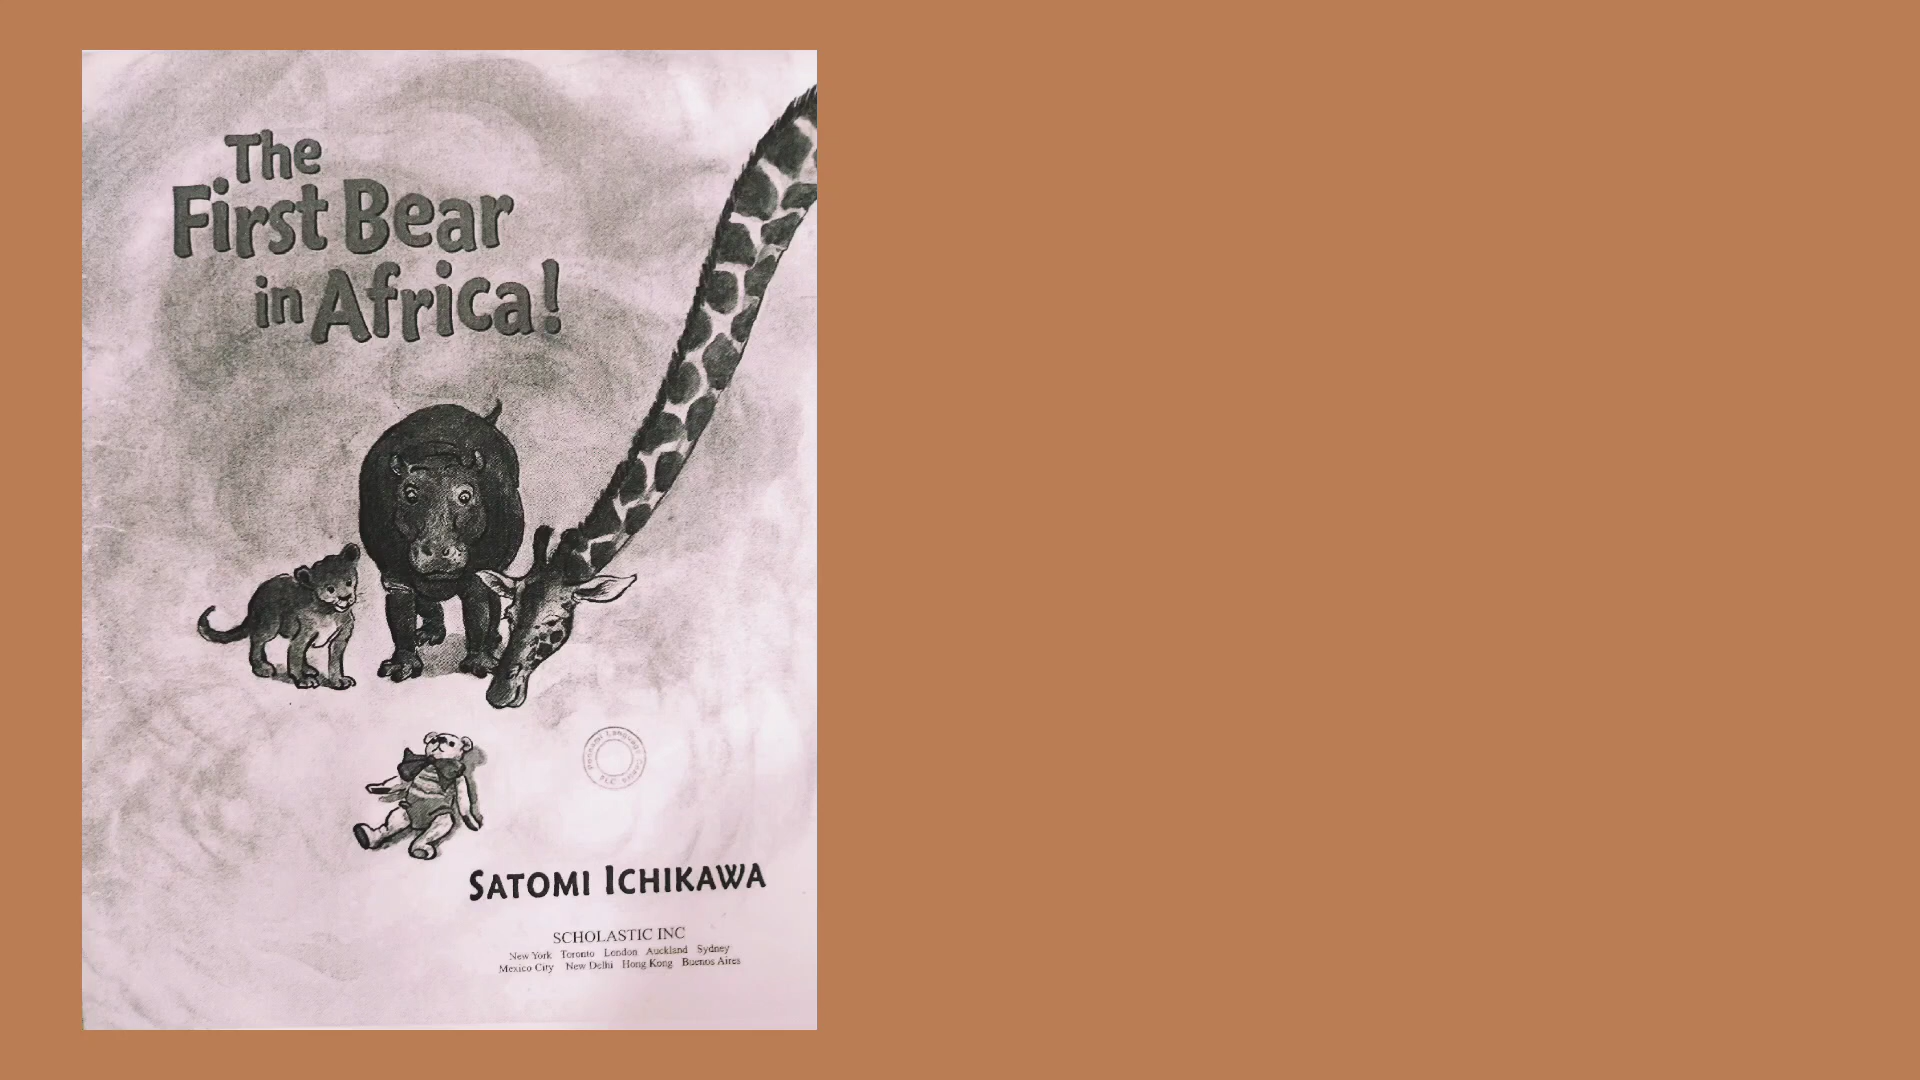 The
First Bear
in Africa!
SATOMI ICHIKAWA
SCHOLASTIC INC
New York Toronto London Auckland Sydney
Mexico City New Delhi Hong Kong Buenos Aires